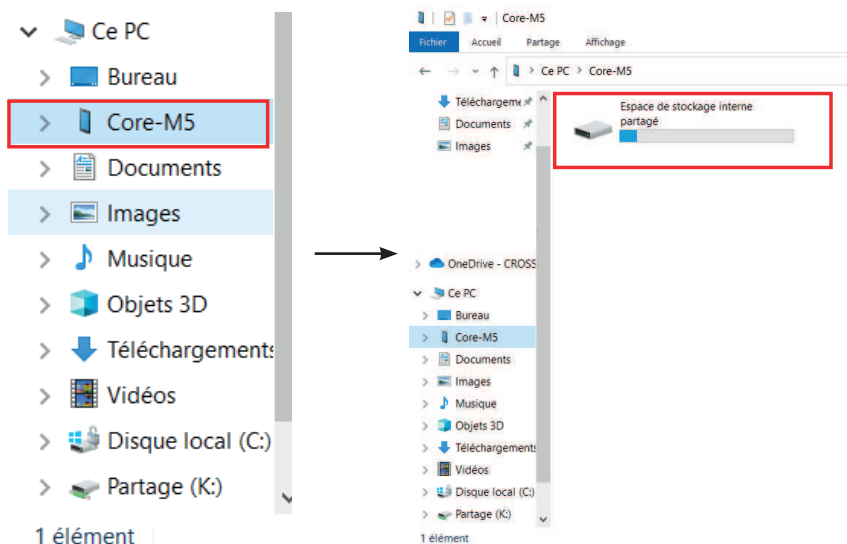 Ce PC
Bureau
Core-M5
Documents
Images
Musique
Objets 3D
Téléchargements
Vidéos
Disque local (C:)
Partage (K:)
1 élément
Core-M5
Fichier Accueil Partage Affichage
Ce PC > Core-M5
Téléchargeme
Documents
Images
Espace de stockage interne
partagé
OneDrive - CROSS
Ce PC
Bureau
Core-M5
Documents
Images
Musique
Objets 3D
Téléchargements
Vidéos
Disque local (C:)
Partage (K:)
1 élément